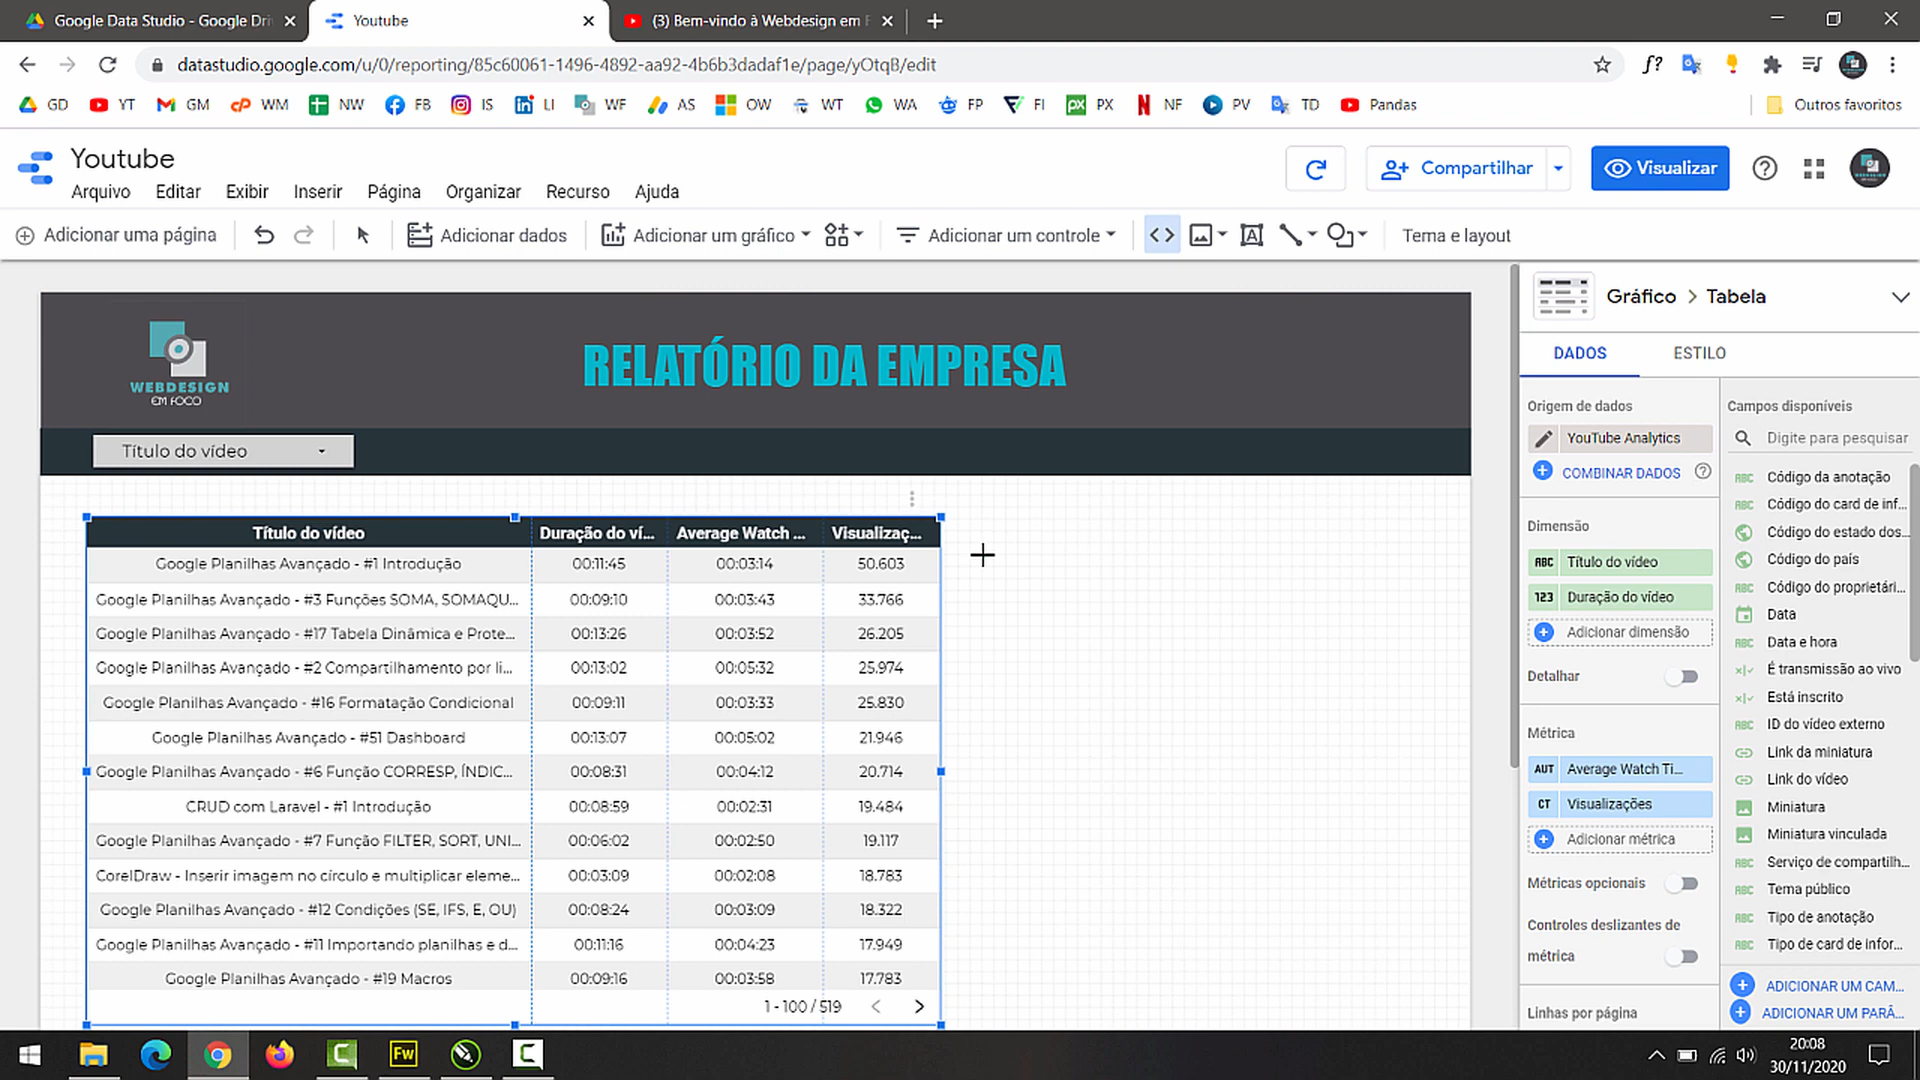 Google Data Studio - Google Dri
Youtube
(3) Bem-vindo à Webdesign em F
datastudio.google.com/u/0/reporting/85c60061-1496-4892-aa92-4b6b3dadaf1e/page/yOtqB/edit
GD YT GM WM NW FB IS LI WF AS OW WT WA FP FI PX NF PV TD Pandas Outros favoritos
Youtube
Compartilhar
Visualizar
Arquivo Editar Exibir Inserir Página Organizar Recurso Ajuda
Adicionar uma página Adicionar dados Adicionar um gráfico Adicionar um controle Tema e layout
WEBDESIGN
EM FOCO
RELATÓRIO DA EMPRESA
Título do vídeo
Título do vídeo Duração do ví... Average Watch ... Visualizaç...
Google Planilhas Avançado - #1 Introdução 00:11:45 00:03:14 50.603
Google Planilhas Avançado - #3 Funções SOMA, SOMAQU... 00:09:10 00:03:43 33.766
Google Planilhas Avançado - #17 Tabela Dinâmica e Prote... 00:13:26 00:03:52 26.205
Google Planilhas Avançado - #2 Compartilhamento por li... 00:13:02 00:05:32 25.974
Google Planilhas Avançado - #16 Formatação Condicional 00:09:11 00:03:33 25.830
Google Planilhas Avançado - #51 Dashboard 00:13:07 00:05:02 21.946
Google Planilhas Avançado - #6 Função CORRESP, ÍNDIC... 00:08:31 00:04:12 20.714
CRUD com Laravel - #1 Introdução 00:08:59 00:02:31 19.484
Google Planilhas Avançado - #7 Função FILTER, SORT, UNI... 00:06:02 00:02:50 19.117
CorelDraw - Inserir imagem no círculo e multiplicar eleme... 00:03:09 00:02:08 18.783
Google Planilhas Avançado - #12 Condições (SE, IFS, E, OU) 00:08:24 00:03:09 18.322
Google Planilhas Avançado - #11 Importando planilhas e d... 00:11:16 00:04:23 17.949
Google Planilhas Avançado - #19 Macros 00:09:16 00:03:58 17.783
1 - 100 / 519
Gráfico > Tabela
DADOS ESTILO
Origem de dados
YouTube Analytics
COMBINAR DADOS
Dimensão
ABC Título do vídeo
123 Duração do vídeo
Adicionar dimensão
Detalhar
Métrica
AUT Average Watch Ti...
CT Visualizações
Adicionar métrica
Métricas opcionais
Controles deslizantes de
métrica
Linhas por página
Campos disponíveis
Digite para pesquisar
ABC Código da anotação
ABC Código do card de inf...
Código do estado dos...
Código do país
ABC Código do proprietári...
Data
ABC Data e hora
É transmissão ao vivo
Está inscrito
ABC ID do vídeo externo
Link da miniatura
Link do vídeo
Miniatura
Miniatura vinculada
ABC Serviço de compartilh...
ABC Tema público
ABC Tipo de anotação
ABC Tipo de card de infor...
ADICIONAR UM CAM...
ADICIONAR UM PARÂ...
Fw
20:08
30/11/2020